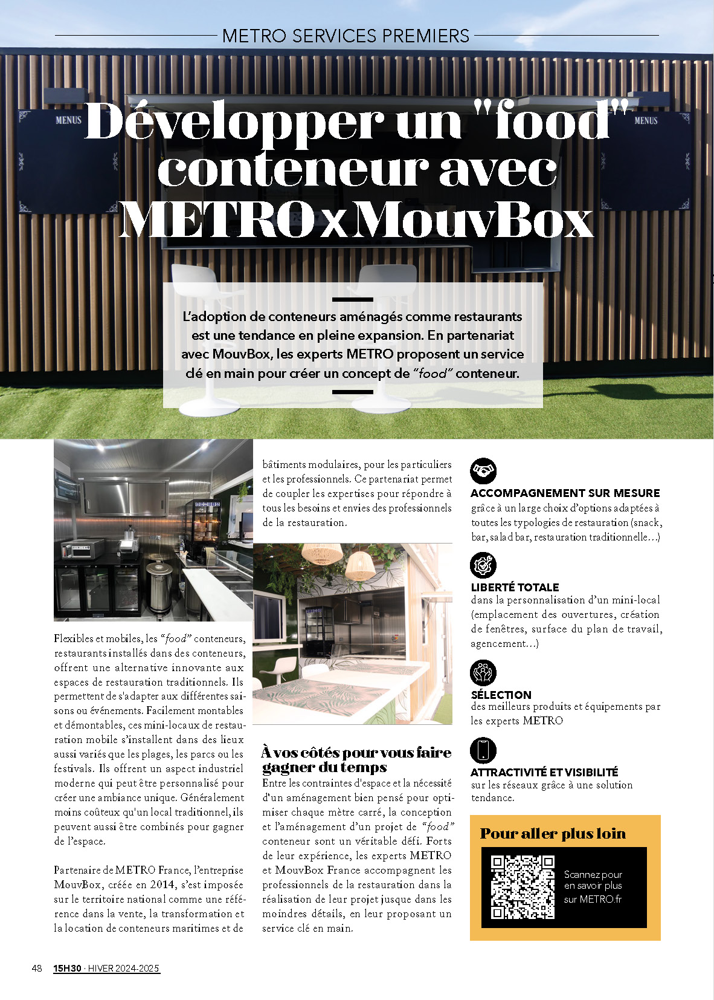 METRO SERVICES PREMIERS
MENUS
MENUS
Développer un "food"
conteneur avec
METRO x MouvBox
L’adoption de conteneurs aménagés comme restaurants
est une tendance en pleine expansion. En partenariat
avec MouvBox, les experts METRO proposent un service
clé en main pour créer un concept de “food” conteneur.
Flexibles et mobiles, les “food” conteneurs,
restaurants installés dans des conteneurs,
offrent une alternative innovante aux
espaces de restauration traditionnels. Ils
permettent de s'adapter aux différentes sai-
sons ou événements. Facilement montables
et démontables, ces mini-locaux de restau-
ration mobile s’installent dans des lieux
aussi variés que les plages, les parcs ou les
festivals. Ils offrent un aspect industriel
moderne qui peut être personnalisé pour
créer une ambiance unique. Généralement
moins coûteux qu'un local traditionnel, ils
peuvent aussi être combinés pour gagner
de l’espace.
Partenaire de METRO France, l’entreprise
MouvBox, créée en 2014, s’est imposée
sur le territoire national comme une réfé-
rence dans la vente, la transformation et
la location de conteneurs maritimes et de
bâtiments modulaires, pour les particuliers
et les professionnels. Ce partenariat permet
de coupler les expertises pour répondre à
tous les besoins et envies des professionnels
de la restauration.
À vos côtés pour vous faire
gagner du temps
Entre les contraintes d'espace et la nécessité
d'un aménagement bien pensé pour opti-
miser chaque mètre carré, la conception
et l’aménagement d’un projet de “food”
conteneur sont un véritable défi. Forts
de leur expérience, les experts METRO
et MouvBox France accompagnent les
professionnels de la restauration dans la
réalisation de leur projet jusque dans les
moindres détails, en leur proposant un
service clé en main.
ACCOMPAGNEMENT SUR MESURE
grâce à un large choix d’options adaptées à
toutes les typologies de restauration (snack,
bar, salad bar, restauration traditionnelle…)
LIBERTÉ TOTALE
dans la personnalisation d’un mini-local
(emplacement des ouvertures, création
de fenêtres, surface du plan de travail,
agencement…)
SÉLECTION
des meilleurs produits et équipements par
les experts METRO
ATTRACTIVITÉ ET VISIBILITÉ
sur les réseaux grâce à une solution
tendance.
Pour aller plus loin
Scannez pour
en savoir plus
sur METRO.fr
48 15H30 · HIVER 2024-2025